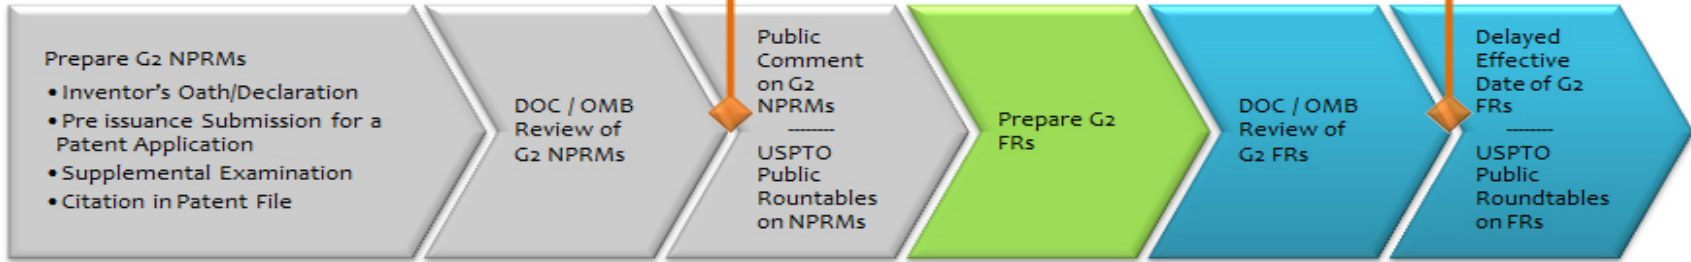 Prepare G2 NPRMs
• Inventor's Oath/Declaration
• Pre issuance Submission for a
Patent Application
• Supplemental Examination
• Citation in Patent File
DOC / OMB
Review of
G2 NPRMs
Public
Comment
on G2
NPRMs
--------
USPTO
Public
Rountables
on NPRMs
Prepare G2
FRs
DOC / OMB
Review of
G2 FRs
Delayed
Effective
Date of G2
FRs
--------
USPTO
Public
Roundtables
on FRs